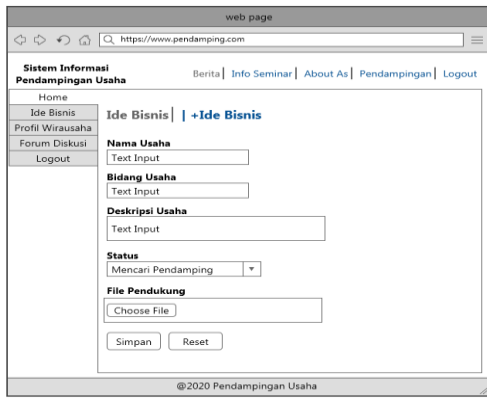 web page
https://www.pendamping.com
Sistem Informasi
Pendampingan Usaha
Berita| Info Seminar| About As| Pendampingan| Logout
Home
Ide Bisnis
Profil Wirausaha
Forum Diskusi
Logout
Ide Bisnis| | +Ide Bisnis
Nama Usaha
Text Input
Bidang Usaha
Text Input
Deskripsi Usaha
Text Input
Status
Mencari Pendamping
File Pendukung
Choose File
Simpan Reset
@2020 Pendampingan Usaha